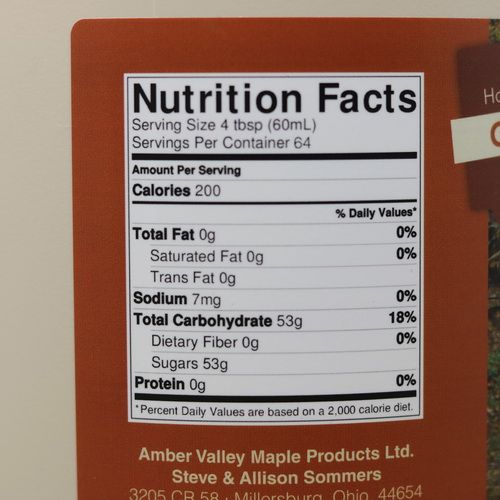 Nutrition Facts
Serving Size 4 tbsp (60mL)
Servings Per Container 64
Amount Per Serving
Calories 200
% Daily Values*
Total Fat 0g 0%
Saturated Fat 0g 0%
Trans Fat 0g
Sodium 7mg 0%
Total Carbohydrate 53g 18%
Dietary Fiber 0g 0%
Sugars 53g
Protein 0g 0%
*Percent Daily Values are based on a 2,000 calorie diet.
Amber Valley Maple Products Ltd.
Steve & Allison Sommers
3205 CR 58 · Millersburg, Ohio 44654